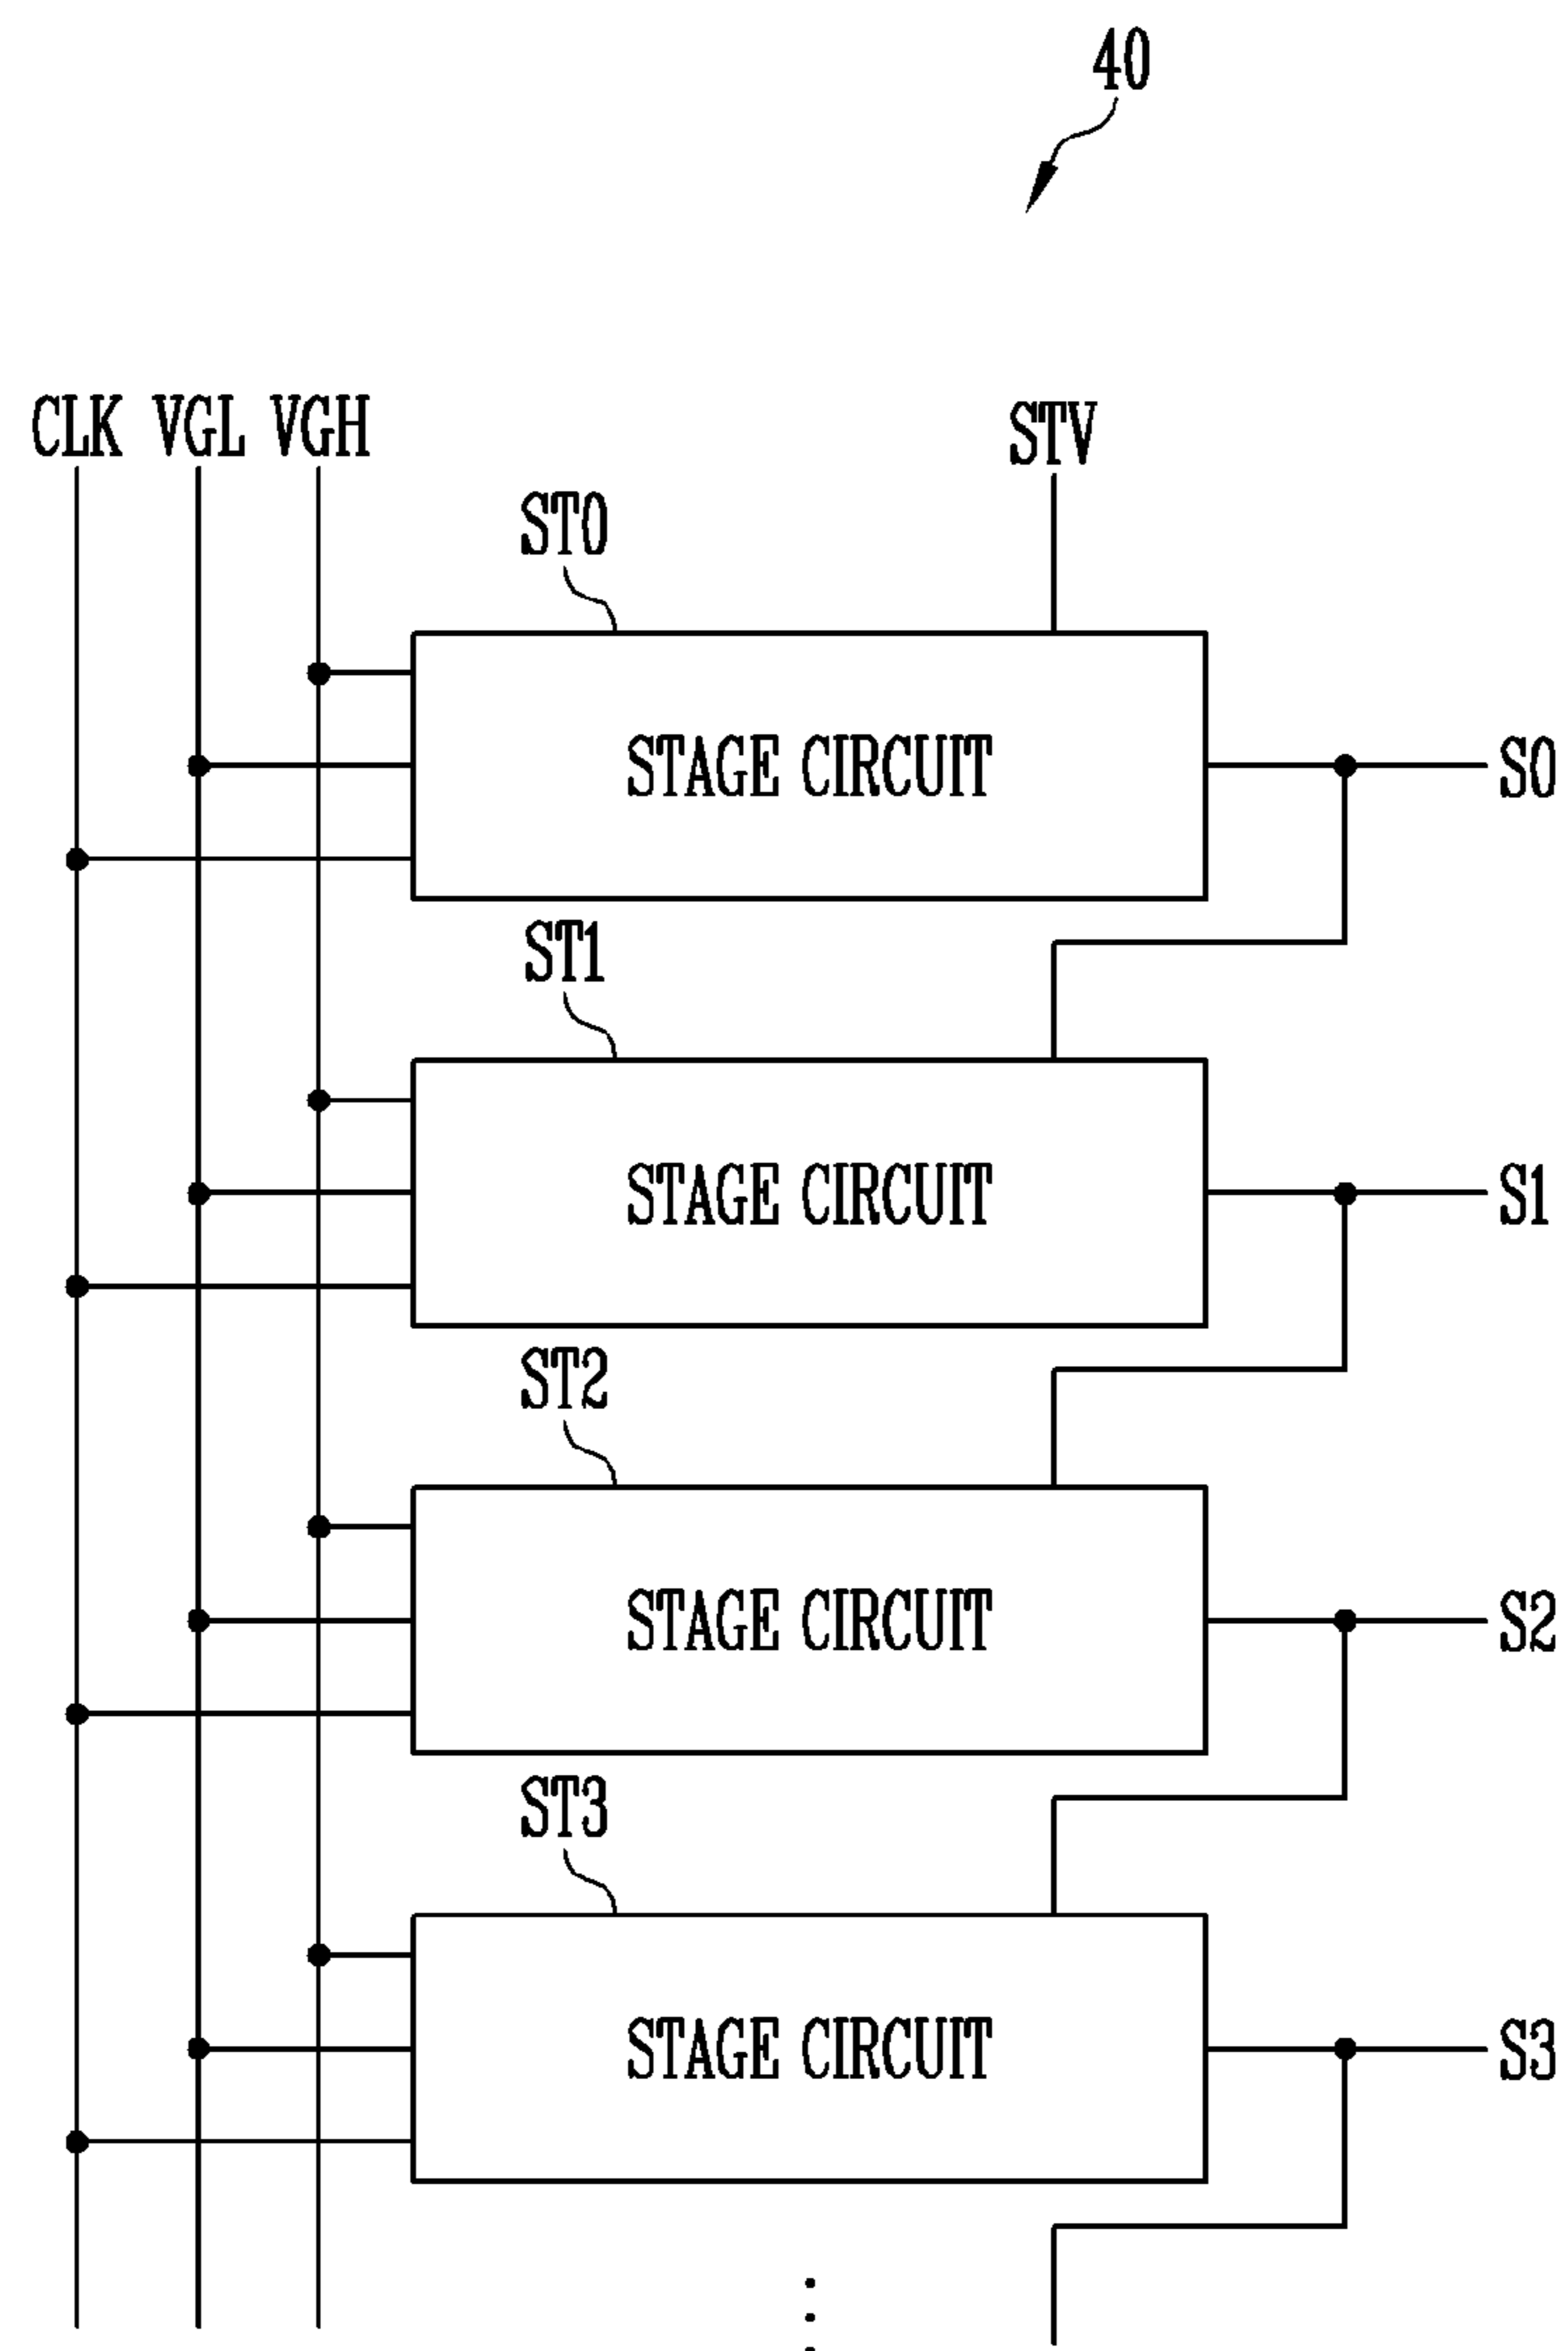 40
CLK VGL VGH STV
ST0
STAGE CIRCUIT S0
ST1
STAGE CIRCUIT S1
ST2
STAGE CIRCUIT S2
ST3
STAGE CIRCUIT S3